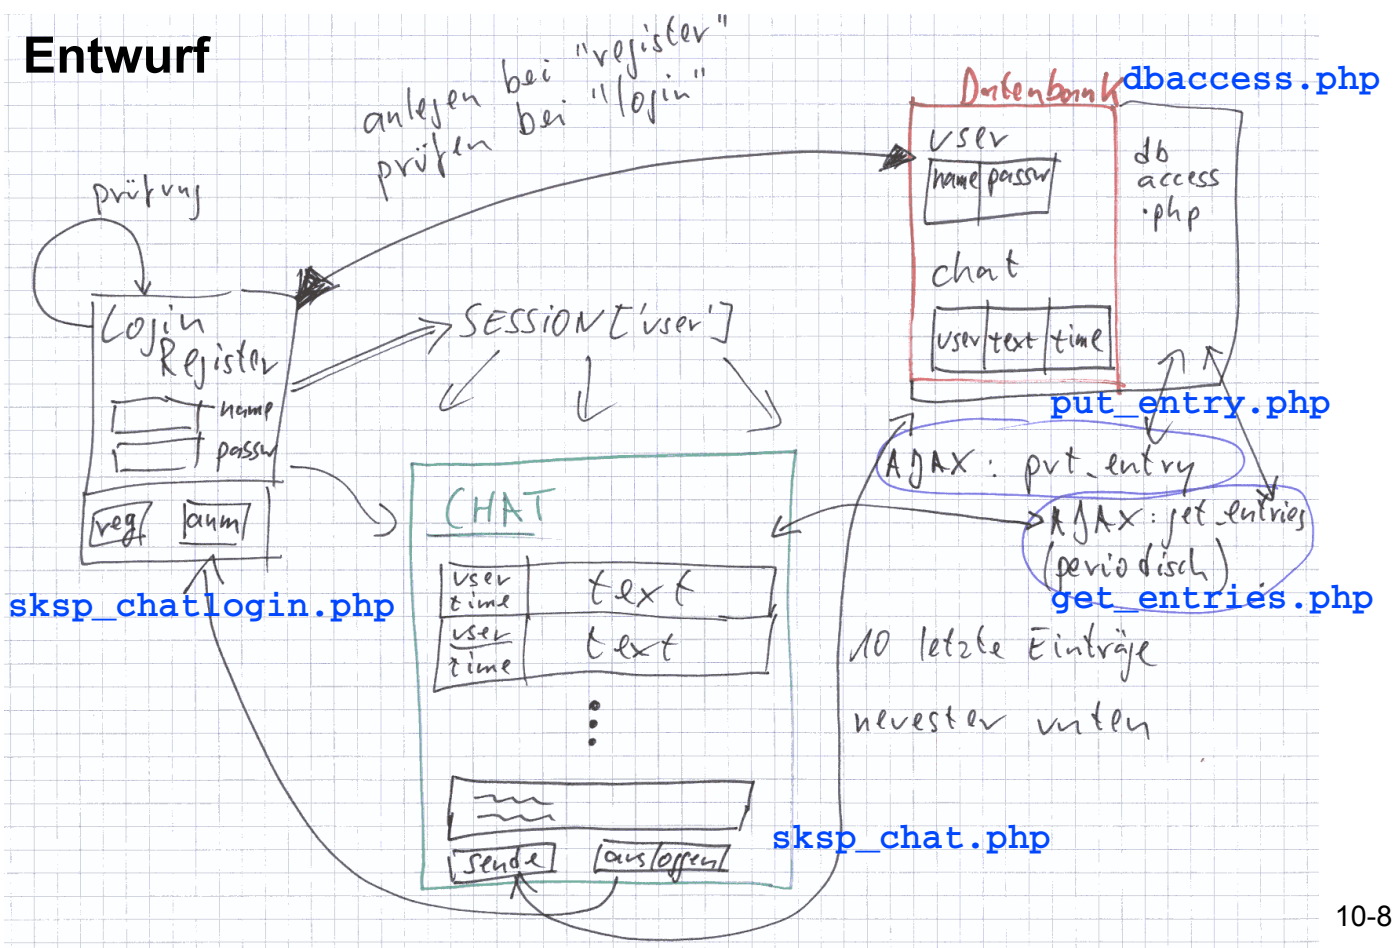 Entwurf
anlegen bei "register"
prüfen bei "login"
Datenbank
dbaccess.php
user
name passw
db
access
.php
chat
user text time
prüfung
Login
Register
name
passw
reg anm
sksp_chatlogin.php
SESSION['user']
put_entry.php
AJAX: put_entry
AJAX: get_entries
(periodisch)
get_entries.php
10 letzte Einträge
neuester unten
CHAT
user
time
text
user
time
text
sende ausloggen
sksp_chat.php
10-8